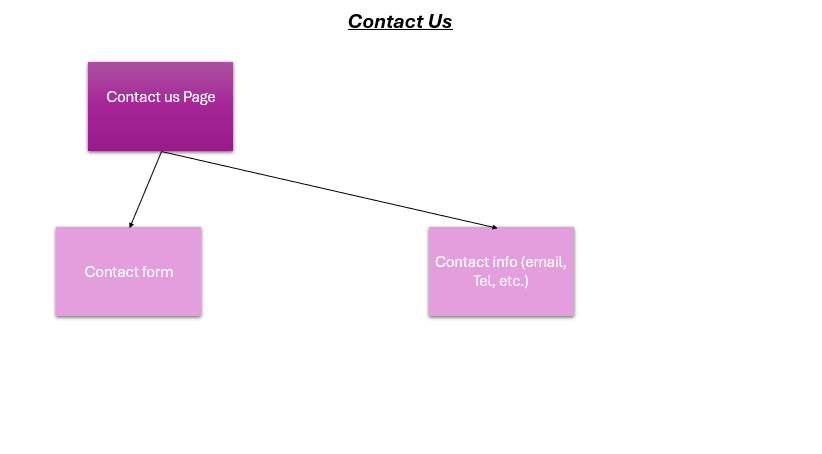 Contact Us
Contact us Page
Contact form
Contact info (email,
Tel, etc.)